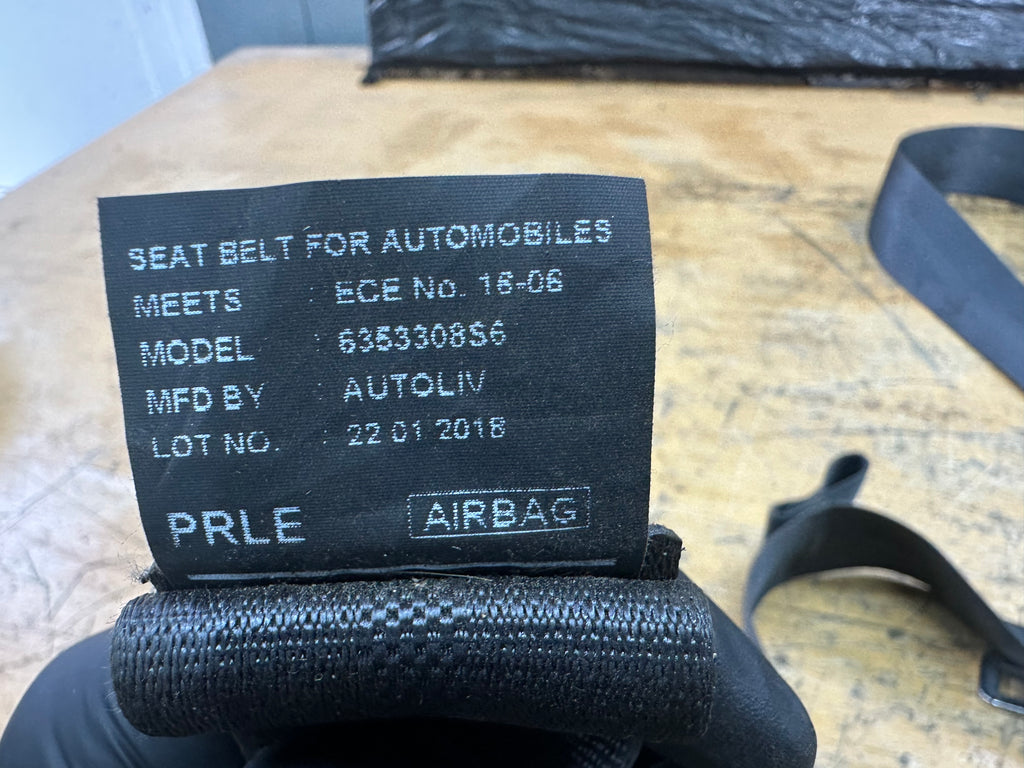 SEAT BELT FOR AUTOMOBILES
MEETS : ECE No. 16-06
MODEL : 6353308S6
MFD BY : AUTOLIV
LOT NO. : 22 01 2018
PRLE AIRBAG